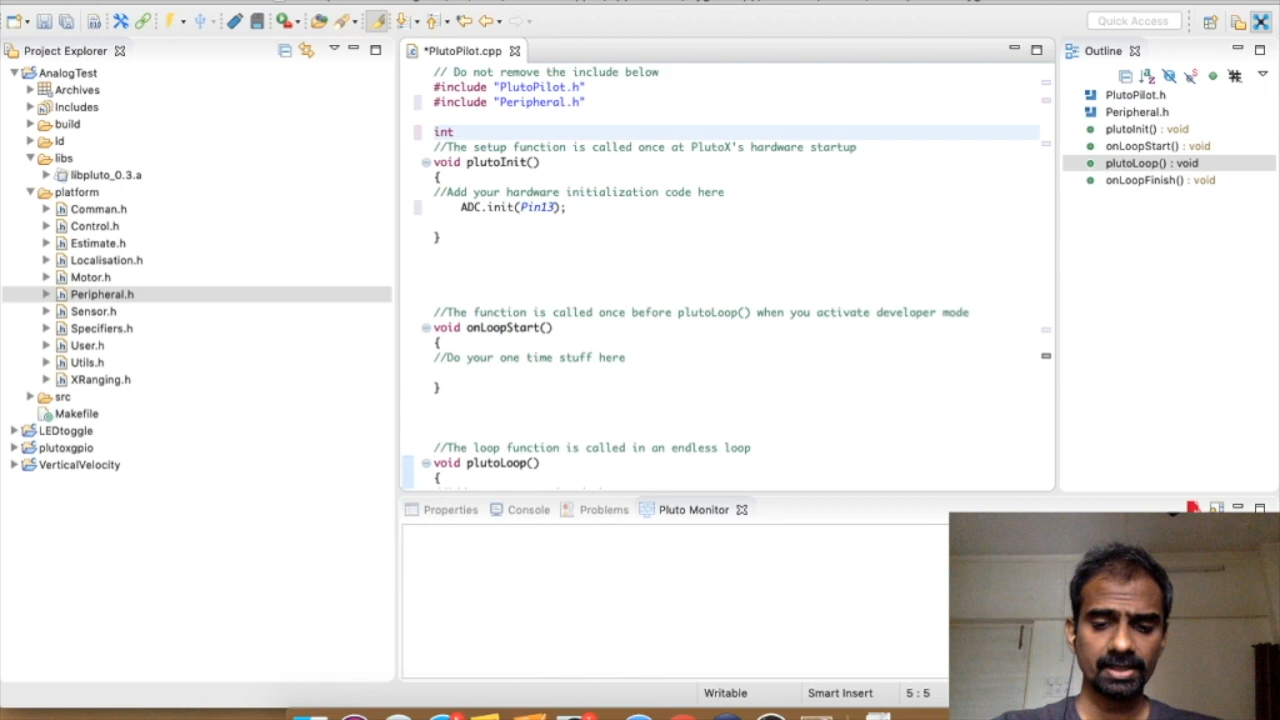 Quick Access
Project Explorer
AnalogTest
Archives
Includes
build
ld
libs
libpluto_0.3.a
platform
Comman.h
Control.h
Estimate.h
Localisation.h
Motor.h
Peripheral.h
Sensor.h
Specifiers.h
User.h
Utils.h
XRanging.h
src
Makefile
LEDtoggle
plutoxgpio
VerticalVelocity
*PlutoPilot.cpp
// Do not remove the include below
#include "PlutoPilot.h"
#include "Peripheral.h"
int
//The setup function is called once at PlutoX's hardware startup
void plutoInit()
{
//Add your hardware initialization code here
ADC.init(Pin13);
}
//The function is called once before plutoLoop() when you activate developer mode
void onLoopStart()
{
//Do your one time stuff here
}
//The loop function is called in an endless loop
void plutoLoop()
{
Outline
PlutoPilot.h
Peripheral.h
plutoInit() : void
onLoopStart() : void
plutoLoop() : void
onLoopFinish() : void
Properties
Console
Problems
Pluto Monitor
Writable
Smart Insert
5 : 5